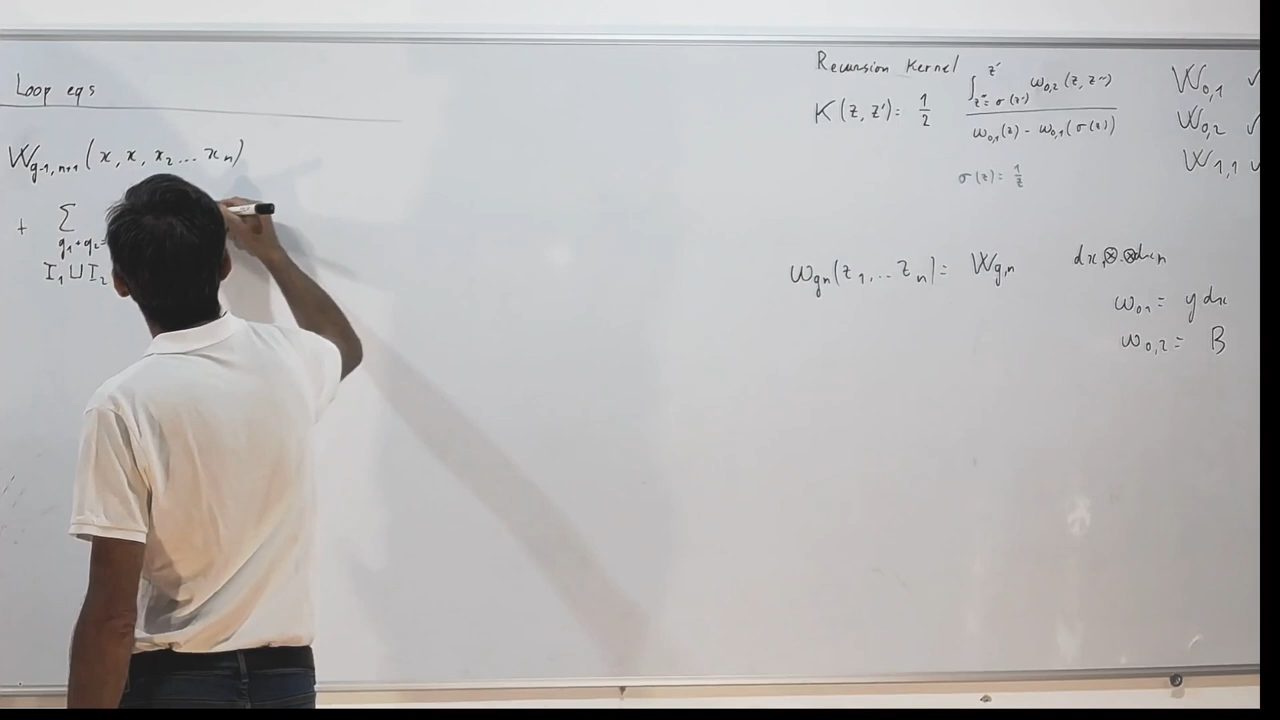 Loop eqs
W_{g-1,n+1}(x, x, x_2 ... x_n)
+ Σ
g_1+g_2=
I_1 ⊔ I_2
Recursion Kernel
K(z, z') = 1/2 ∫_{z''=σ(z')}^{z'} ω_{0,2}(z, z'') / (ω_{0,1}(z) - ω_{0,1}(σ(z)))
σ(z) = 1/z
ω_{gn}(z_1, .. z_n) = W_{g,n} dx_1 ⊗ .. ⊗ dx_n
ω_{01} = y dx
ω_{0,2} = B
W_{0,1} ✓
W_{0,2} ✓
W_{1,1} ✓